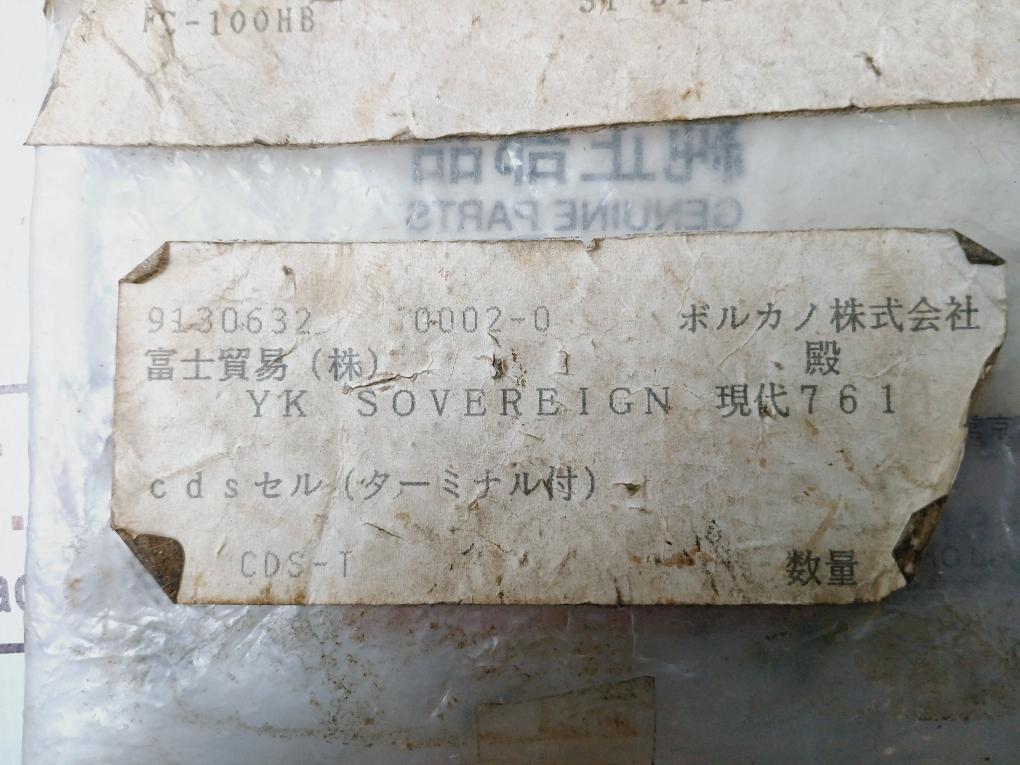 FC-100HB
純正部品
GENUINE PARTS
9130632 0002-0 ボルカノ株式会社
富士貿易(株) 殿
YK SOVEREIGN 現代761
cdsセル(ターミナル付)
CDS-T 数量